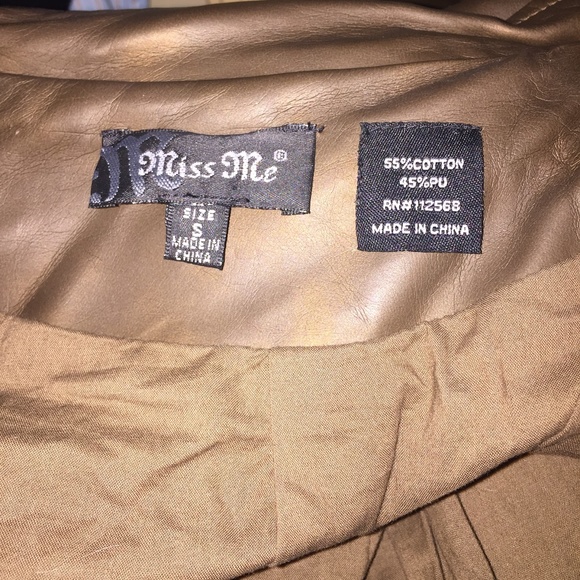 Miss Me®
SIZE
S
MADE IN
CHINA
55%COTTON
45%PU
RN#112568
MADE IN CHINA